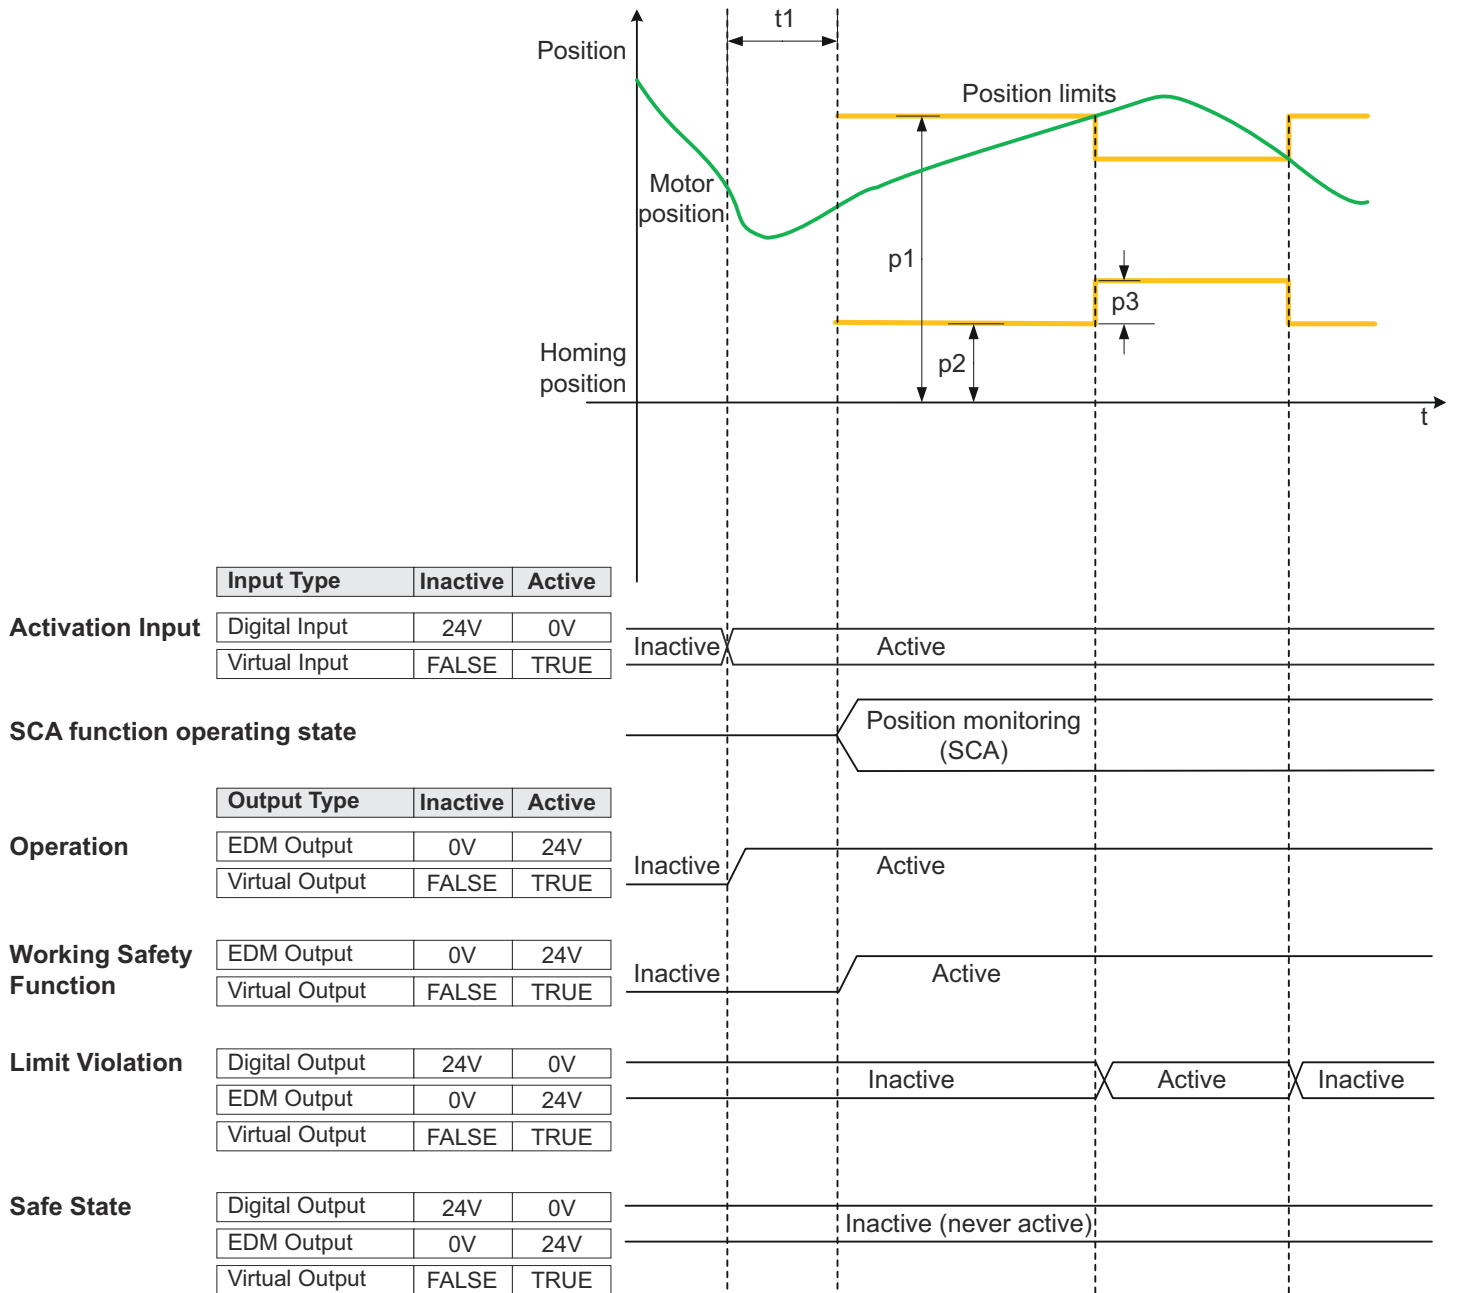 t1
Position
Position limits
Motor
position
p1
p3
p2
Homing
position
t
Input Type Inactive Active
Activation Input Digital Input 24V 0V
Virtual Input FALSE TRUE
Inactive Active
SCA function operating state
Position monitoring
(SCA)
Output Type Inactive Active
Operation EDM Output 0V 24V
Virtual Output FALSE TRUE
Inactive Active
Working Safety
Function
EDM Output 0V 24V
Virtual Output FALSE TRUE
Inactive Active
Limit Violation Digital Output 24V 0V
EDM Output 0V 24V
Virtual Output FALSE TRUE
Inactive Active Inactive
Safe State Digital Output 24V 0V
EDM Output 0V 24V
Virtual Output FALSE TRUE
Inactive (never active)